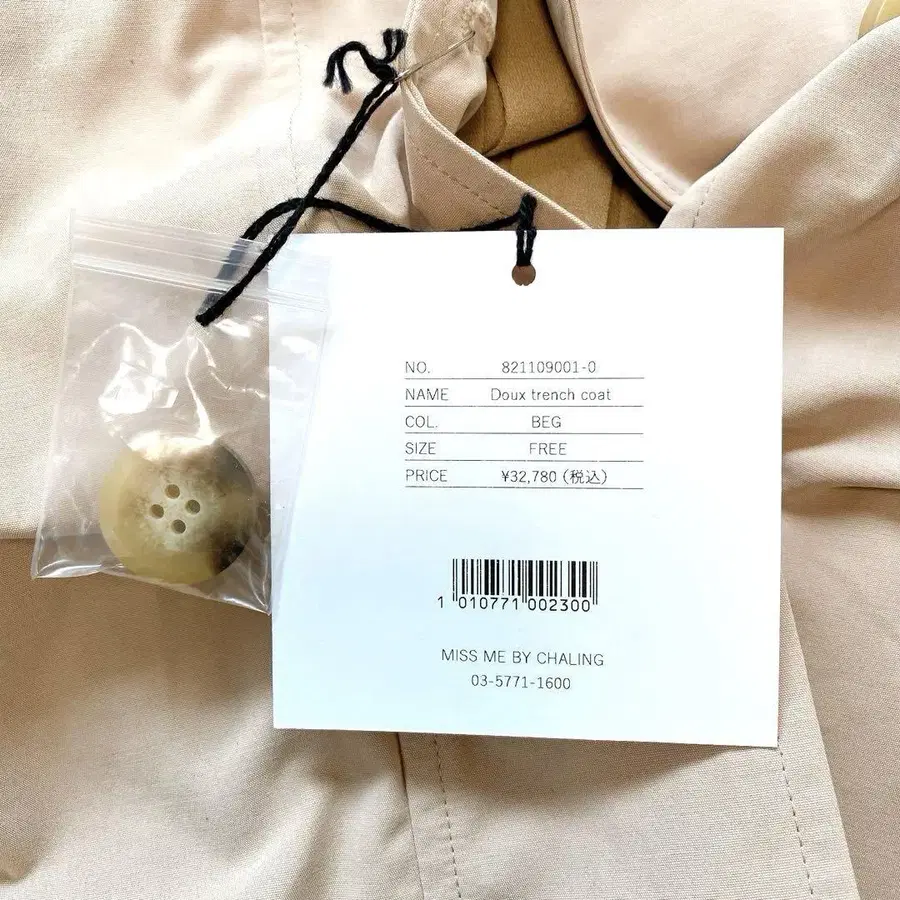 NO. 821109001-0
NAME Doux trench coat
COL. BEG
SIZE FREE
PRICE ¥32,780 (税込)
1 010771 002300
MISS ME BY CHALING
03-5771-1600